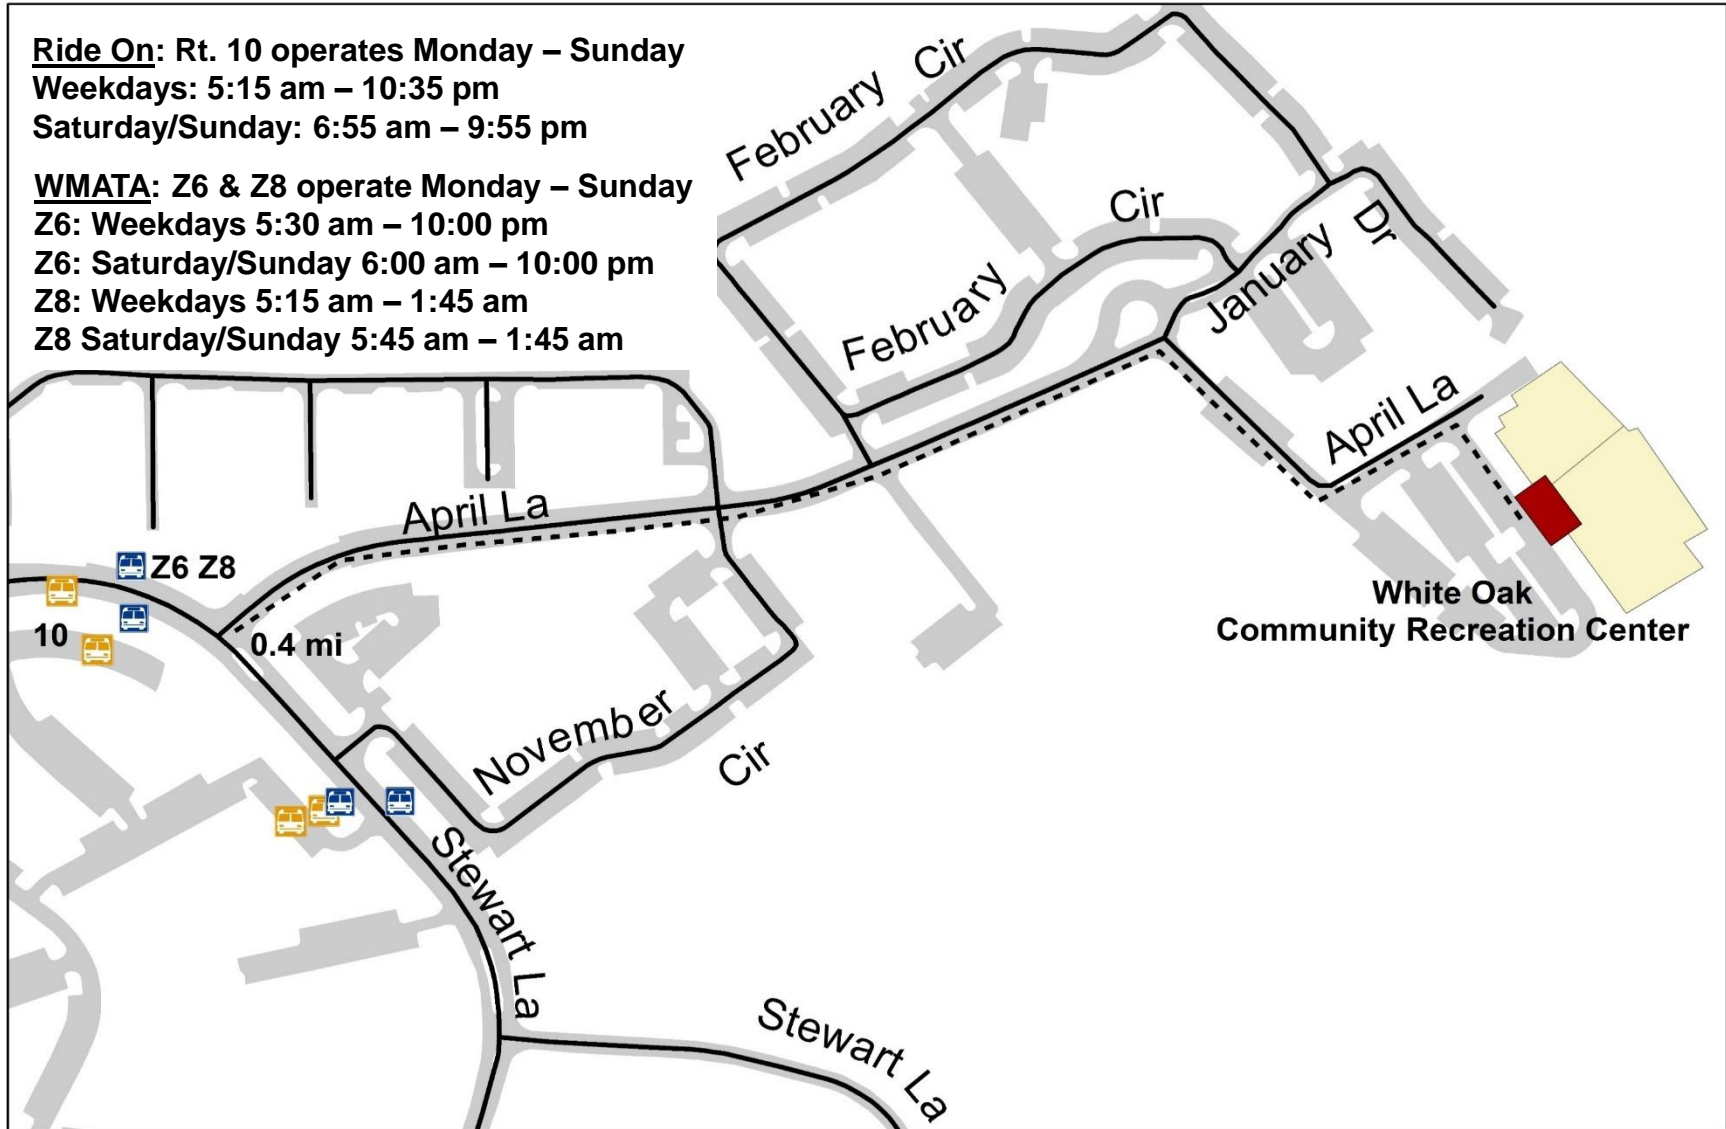 Ride On: Rt. 10 operates Monday – Sunday
Weekdays: 5:15 am – 10:35 pm
Saturday/Sunday: 6:55 am – 9:55 pm
WMATA: Z6 & Z8 operate Monday – Sunday
Z6: Weekdays 5:30 am – 10:00 pm
Z6: Saturday/Sunday 6:00 am – 10:00 pm
Z8: Weekdays 5:15 am – 1:45 am
Z8 Saturday/Sunday 5:45 am – 1:45 am
February Cir
February Cir
January Dr
April La
April La
Z6 Z8
10
0.4 mi
White Oak
Community Recreation Center
November Cir
Stewart La
Stewart La